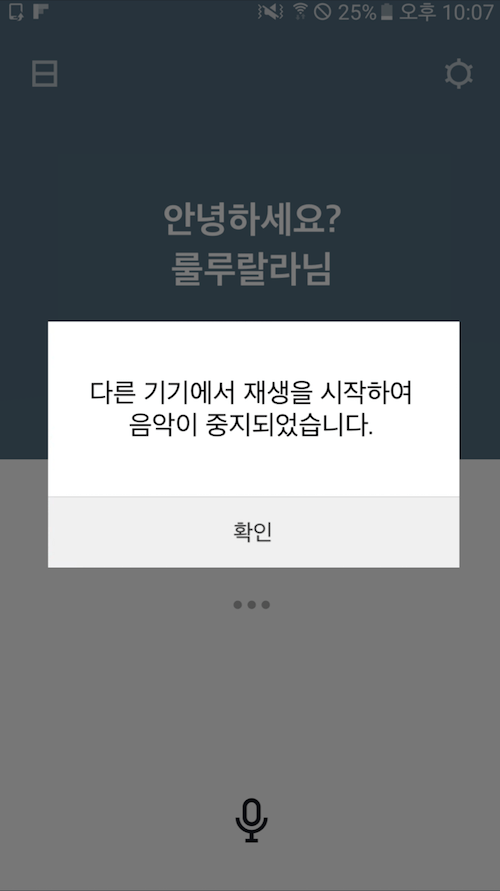 25% 오후 10:07
안녕하세요?
룰루랄라님
다른 기기에서 재생을 시작하여
음악이 중지되었습니다.
확인